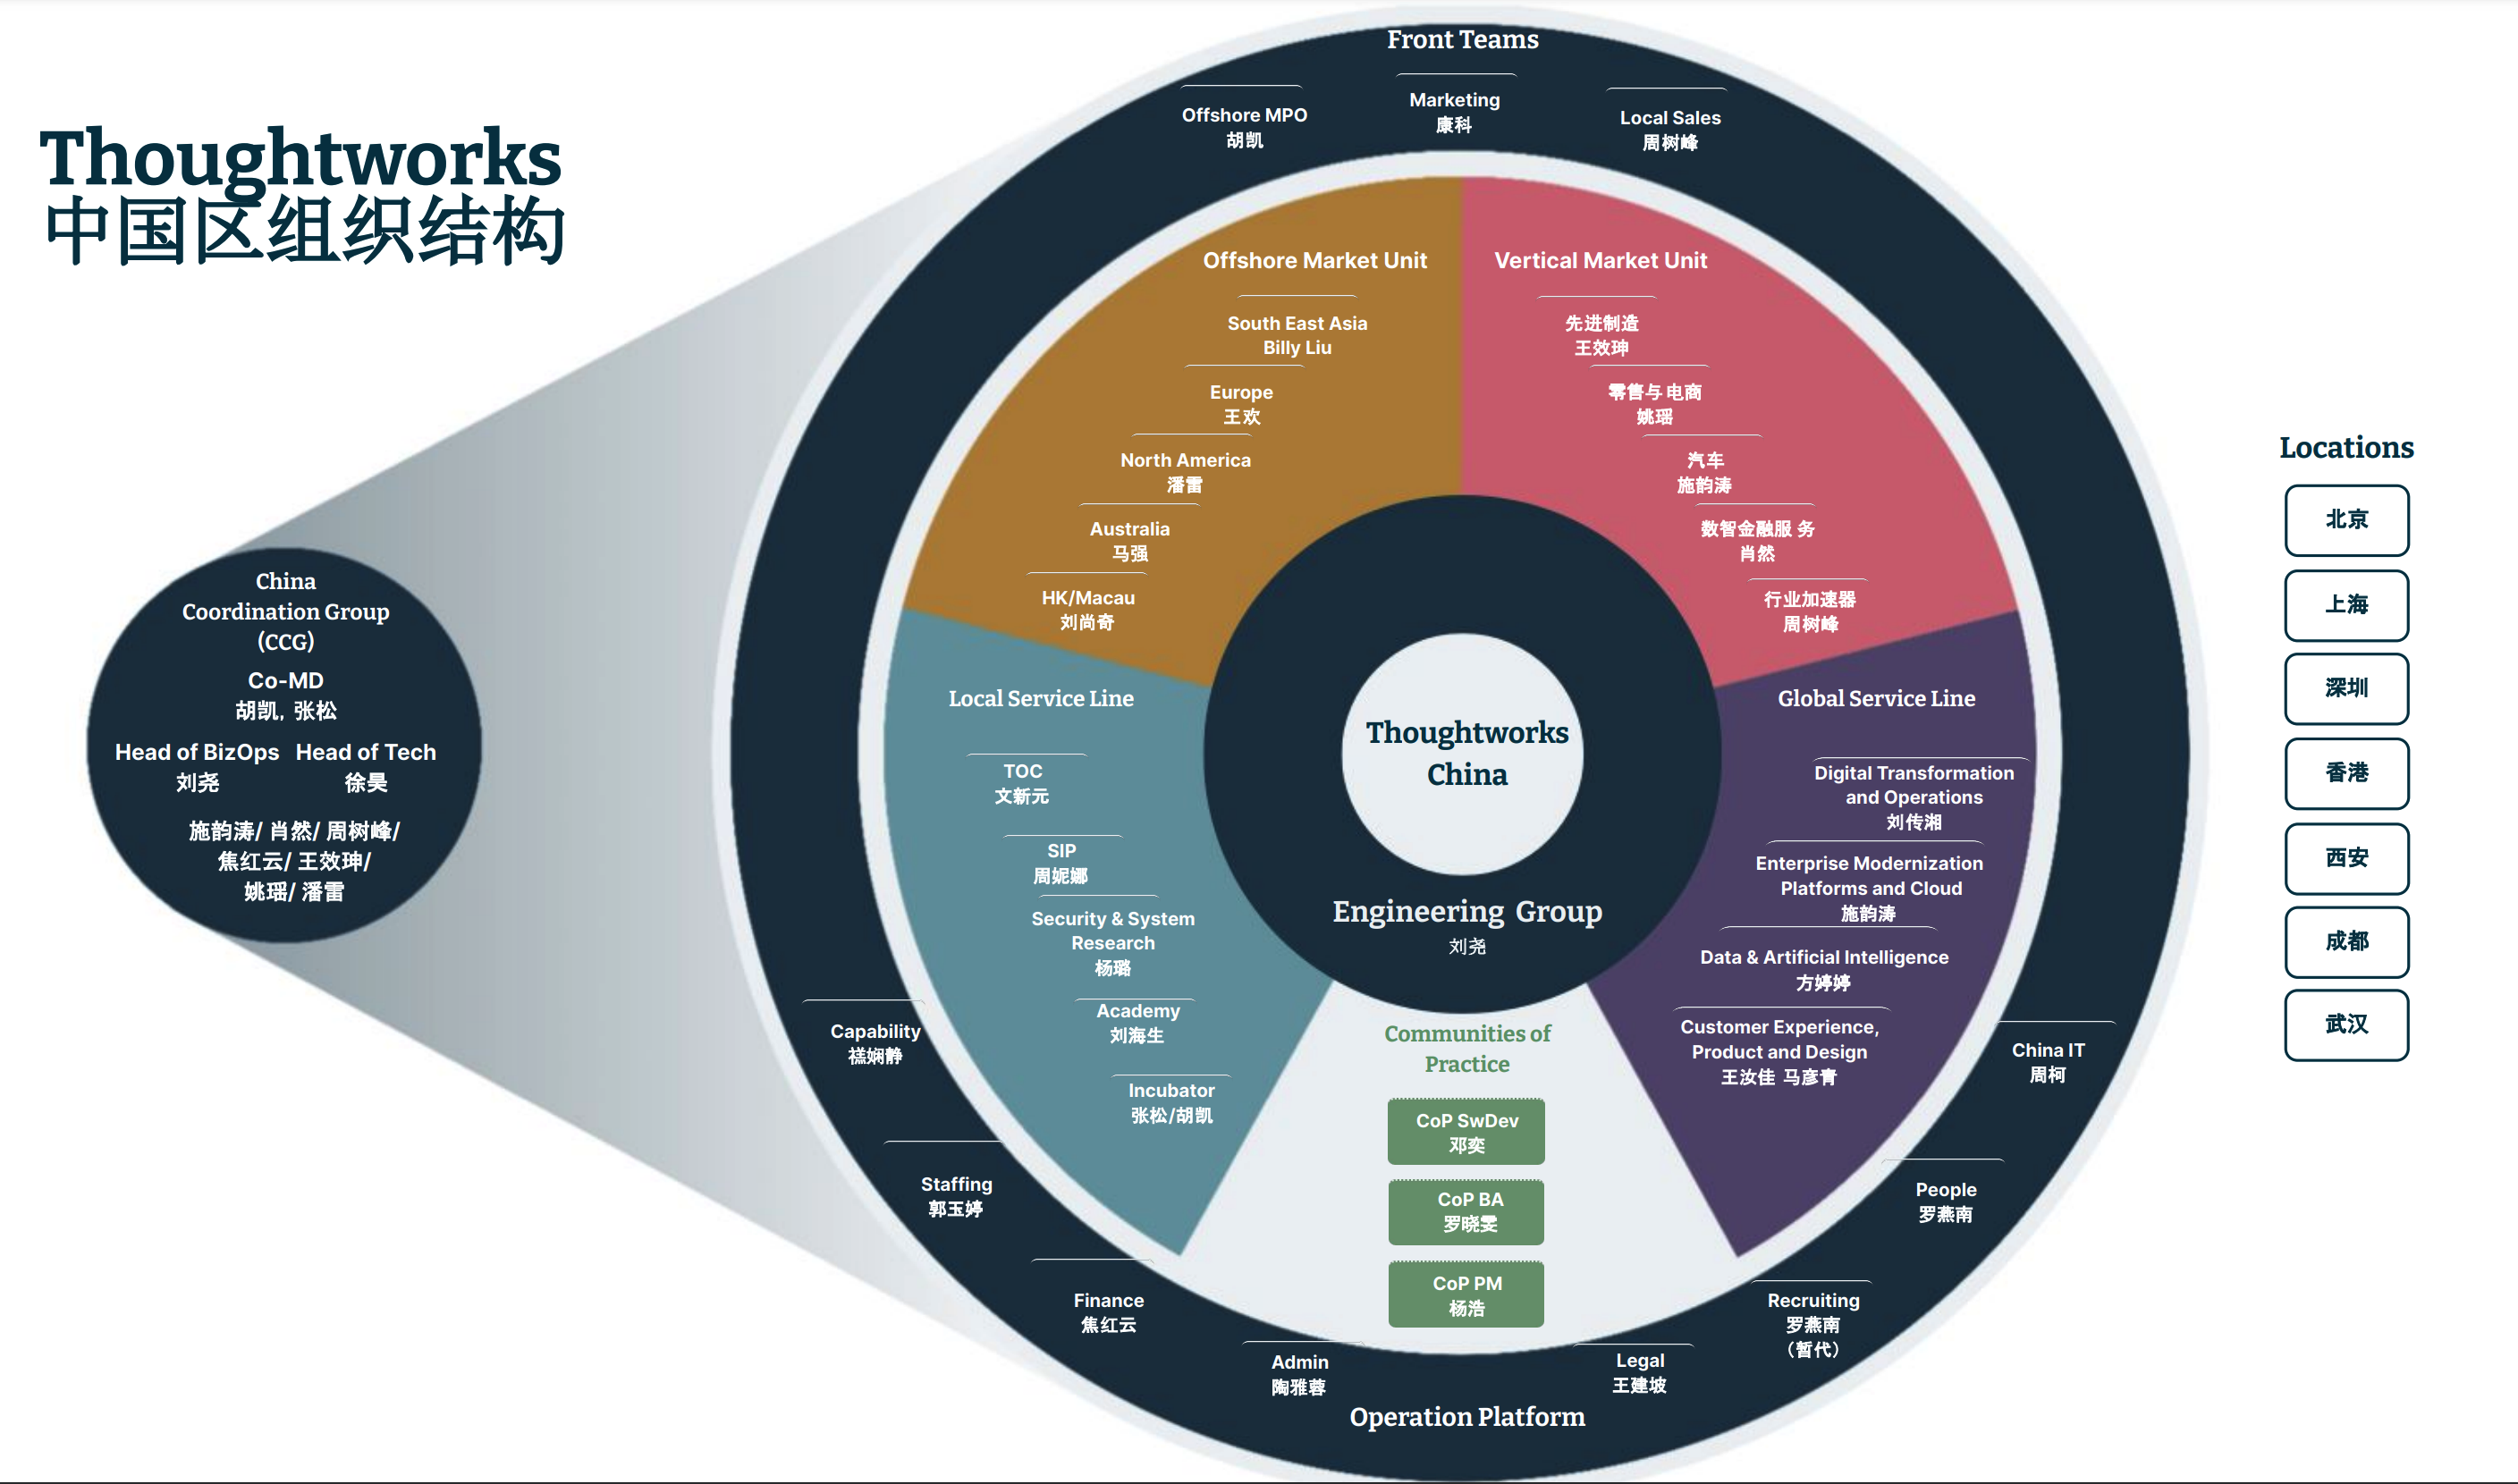 Thoughtworks
中国区组织结构
China
Coordination Group
(CCG)
Co-MD
胡凯, 张松
Head of BizOps
刘尧
Head of Tech
徐昊
施韵涛/ 肖然/ 周树峰/
焦红云/ 王效珅/
姚瑶/ 潘雷
Front Teams
Offshore MPO
胡凯
Marketing
康科
Local Sales
周树峰
Offshore Market Unit
South East Asia
Billy Liu
Europe
王欢
North America
潘雷
Australia
马强
HK/Macau
刘尚奇
Vertical Market Unit
先进制造
王效珅
零售与电商
姚瑶
汽车
施韵涛
数智金融服 务
肖然
行业加速器
周树峰
Local Service Line
TOC
文新元
SIP
周妮娜
Security & System
Research
杨璐
Academy
刘海生
Incubator
张松/胡凯
Thoughtworks
China
Engineering Group
刘尧
Global Service Line
Digital Transformation
and Operations
刘传湘
Enterprise Modernization
Platforms and Cloud
施韵涛
Data & Artificial Intelligence
方婷婷
Customer Experience,
Product and Design
王汝佳 马彦青
Communities of
Practice
CoP SwDev
邓奕
CoP BA
罗晓雯
CoP PM
杨浩
Capability
禚娴静
Staffing
郭玉婷
Finance
焦红云
Admin
陶雅蓉
Legal
王建坡
Recruiting
罗燕南
（暂代）
People
罗燕南
China IT
周柯
Operation Platform
Locations
北京
上海
深圳
香港
西安
成都
武汉